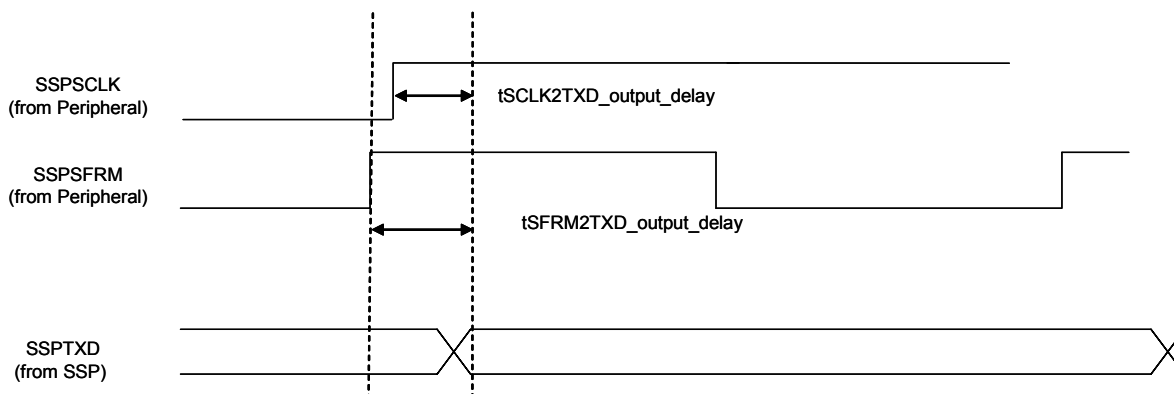 SSPSCLK
(from Peripheral)
tSCLK2TXD_output_delay
SSPSFRM
(from Peripheral)
tSFRM2TXD_output_delay
SSPTXD
(from SSP)